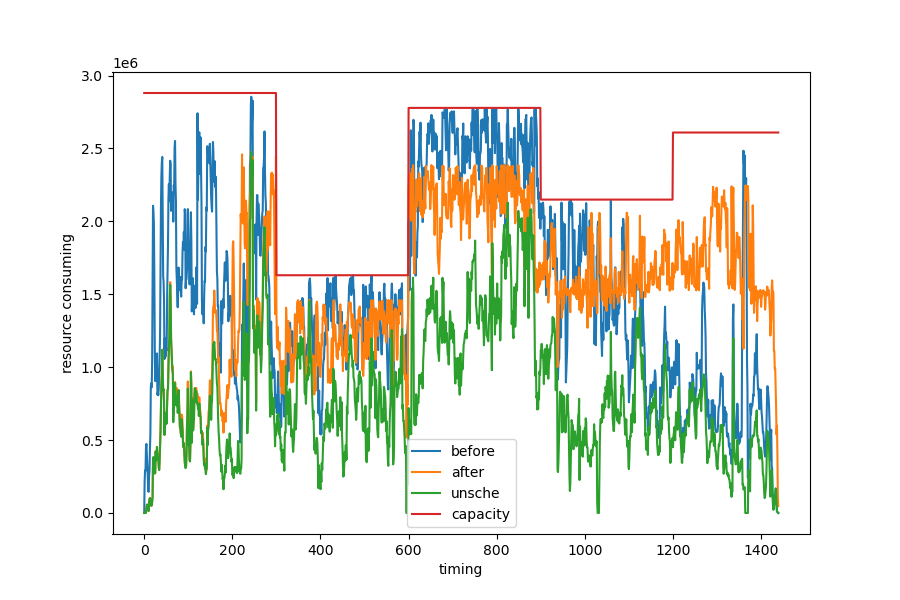 1e6
3.0
2.5
2.0
1.5
1.0
0.5
0.0
resource consuming
before
after
unsche
capacity
0 200 400 600 800 1000 1200 1400
timing